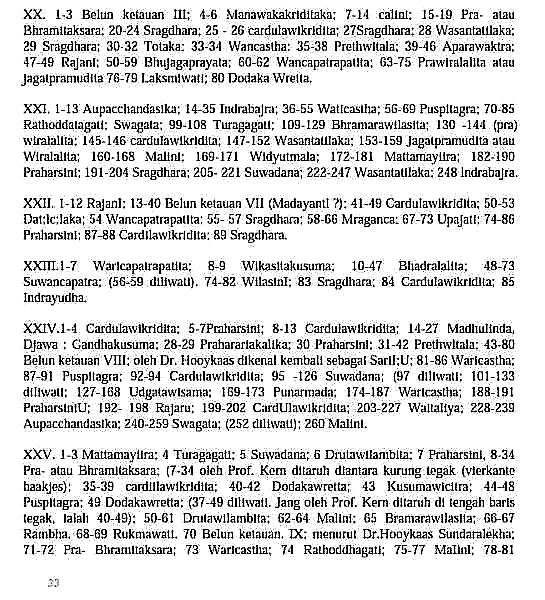 XX. 1-3 Belun ketauan III; 4-6 Manawakakriditaka; 7-14 calini; 15-19 Pra- atau
Bhramitaksara; 20-24 Sragdhara; 25 - 26 cardulawikridita; 27Sragdhara; 28 Wasantatilaka;
29 Sragdhara; 30-32 Totaka; 33-34 Wancastha: 35-38 Prethwitala; 39-46 Aparawaktra;
47-49 Rajani; 50-59 Bhujagaprayata; 60-62 Wancapatrapatita; 63-75 Prawiralalita atau
Jagatpramudita 76-79 Laksmiwati; 80 Dodaka Wretta.
XXI. 1-13 Aupacchandasika; 14-35 Indrabajra; 36-55 Waticastha; 56-69 Puspitagra; 70-85
Rathoddatagati; Swagata; 99-108 Turagagati; 109-129 Bhramarawilasita; 130 -144 (pra)
wiralalita; 145-146 cardulawikridita; 147-152 Wasantatilaka; 153-159 Jagatpramudita atau
Wiralalita; 160-168 Malini; 169-171 Widyutmala; 172-181 Mattamayitra; 182-190
Praharsini; 191-204 Sragdhara; 205- 221 Suwadana; 222-247 Wasantatilaka; 248 Indrabajra.
XXII. 1-12 Rajani; 13-40 Belun ketauan VII (Madayanti ?); 41-49 Cardulawikridita; 50-53
Dat;lc;laka; 54 Wancapatrapatita; 55- 57 Sragdhara; 58-66 Mraganca; 67-73 Upajati; 74-86
Praharsini; 87-88 Cardilawikridita; 89 Sragdhara.
XXIII.1-7 Waricapatrapatita; 8-9 Wikasitakusuma; 10-47 Bhadralalita; 48-73
Suwancapatra; (56-59 diliwati). 74-82 WilasinI; 83 Sragdhara; 84 Cardulawikridita; 85
Indrayudha.
XXIV.1-4 Cardulawikridita; 5-7Praharsini; 8-13 Cardulawikridita; 14-27 Madhulinda,
Djawa : Gandhakusuma; 28-29 Praharariakalika; 30 Praharsini; 31-42 Prethwitala; 43-80
Belun ketauan VIII; oleh Dr. Hooykaas dikenal kembali sebagai Saril;U; 81-86 Waricastha;
87-91 Puspitagra; 92-94 Cardulawikridita; 95 -126 Suwadana; (97 diliwati; 101-133
diliwati; 127-168 Udgatawisama; 169-173 Punarmada; 174-187 Waricastha; 188-191
PraharsiniU; 192- 198 Rajaru; 199-202 CardUlawikridita; 203-227 Waitaliya; 228-239
Aupacchandasika; 240-259 Swagata; (252 diliwati); 260 Malini.
XXV. 1-3 Mattamayitra; 4 Turagagati; 5 Suwadana; 6 Drutawilambita; 7 Praharsini, 8-34
Pra- atau Bhramitaksara; (7-34 oleh Prof. Kern ditaruh diantara kurung tegak (vierkante
haakjes); 35-39 cardillawikridita; 40-42 Dodakawretta; 43 Kusumawicitra; 44-48
Puspitagra; 49 Dodakawretta; (37-49 diliwati. Jang oleh Prof. Kern ditaruh di tengah baris
tegak, ialah 40-49); 50-61 Drutawilambita; 62-64 Malini; 65 Bramarawilasita; 66-67
Rambha. 68-69 Rukmawati. 70 Belun ketauan. IX; menurut Dr.Hooykaas Sundaralekha;
71-72 Pra- Bhramitaksara; 73 Waricastha; 74 Rathoddhagati; 75-77 MalInl; 78-81
33